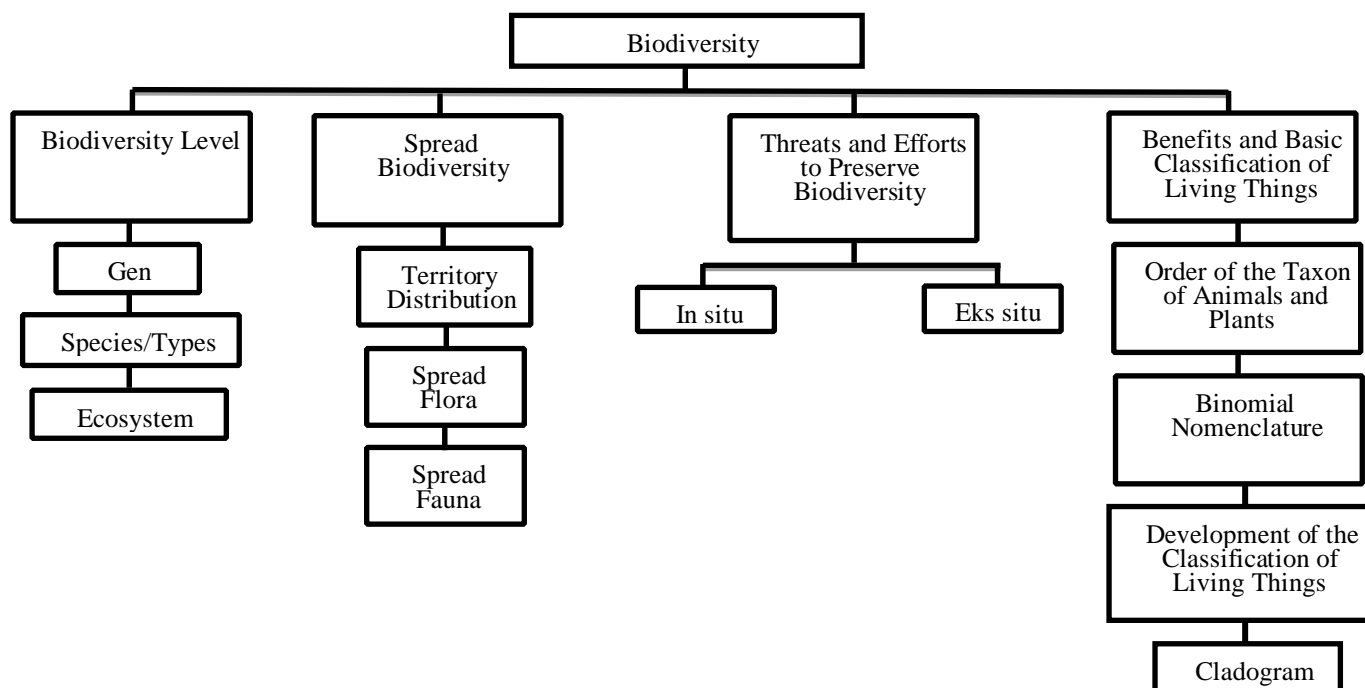 Biodiversity
Biodiversity Level
Gen
Species/Types
Ecosystem
Spread
Biodiversity
Territory
Distribution
Spread
Flora
Spread
Fauna
Threats and Efforts
to Preserve
Biodiversity
In situ
Eks situ
Benefits and Basic
Classification of
Living Things
Order of the Taxon
of Animals and
Plants
Binomial
Nomenclature
Development of the
Classification of
Living Things
Cladogram